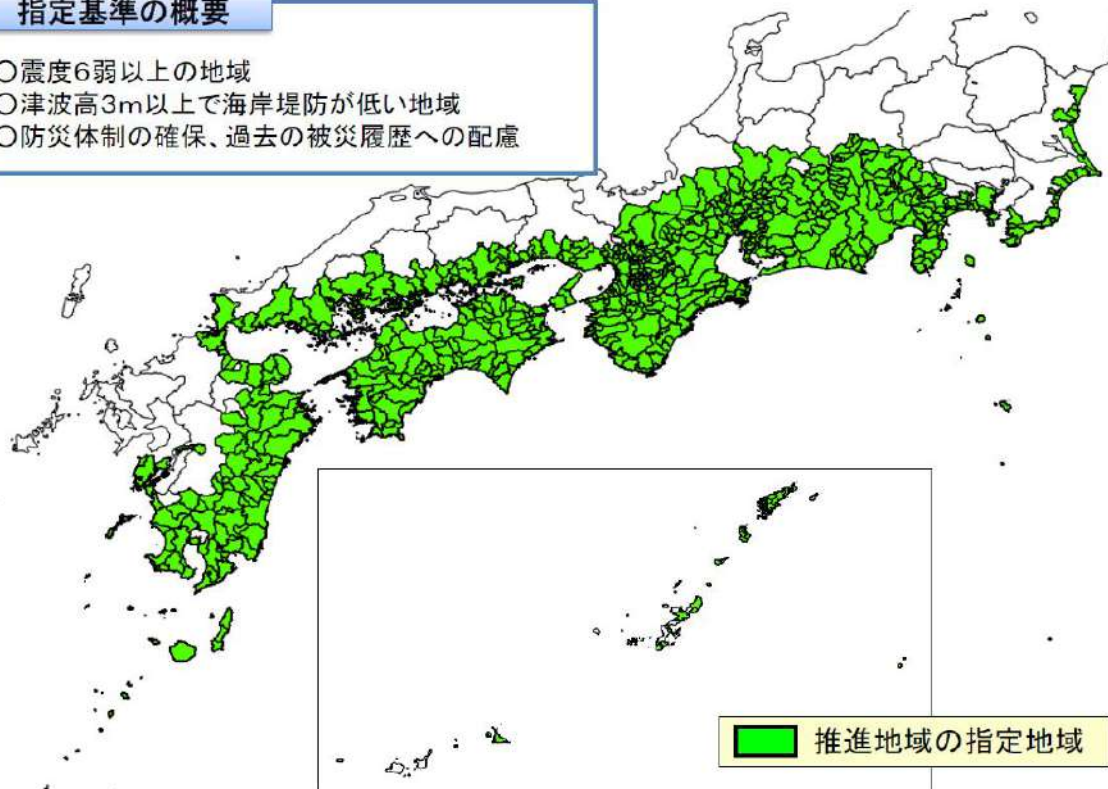 指定基準の概要
〇震度6弱以上の地域
〇津波高3m以上で海岸堤防が低い地域
〇防災体制の確保、過去の被災履歴への配慮
推進地域の指定地域